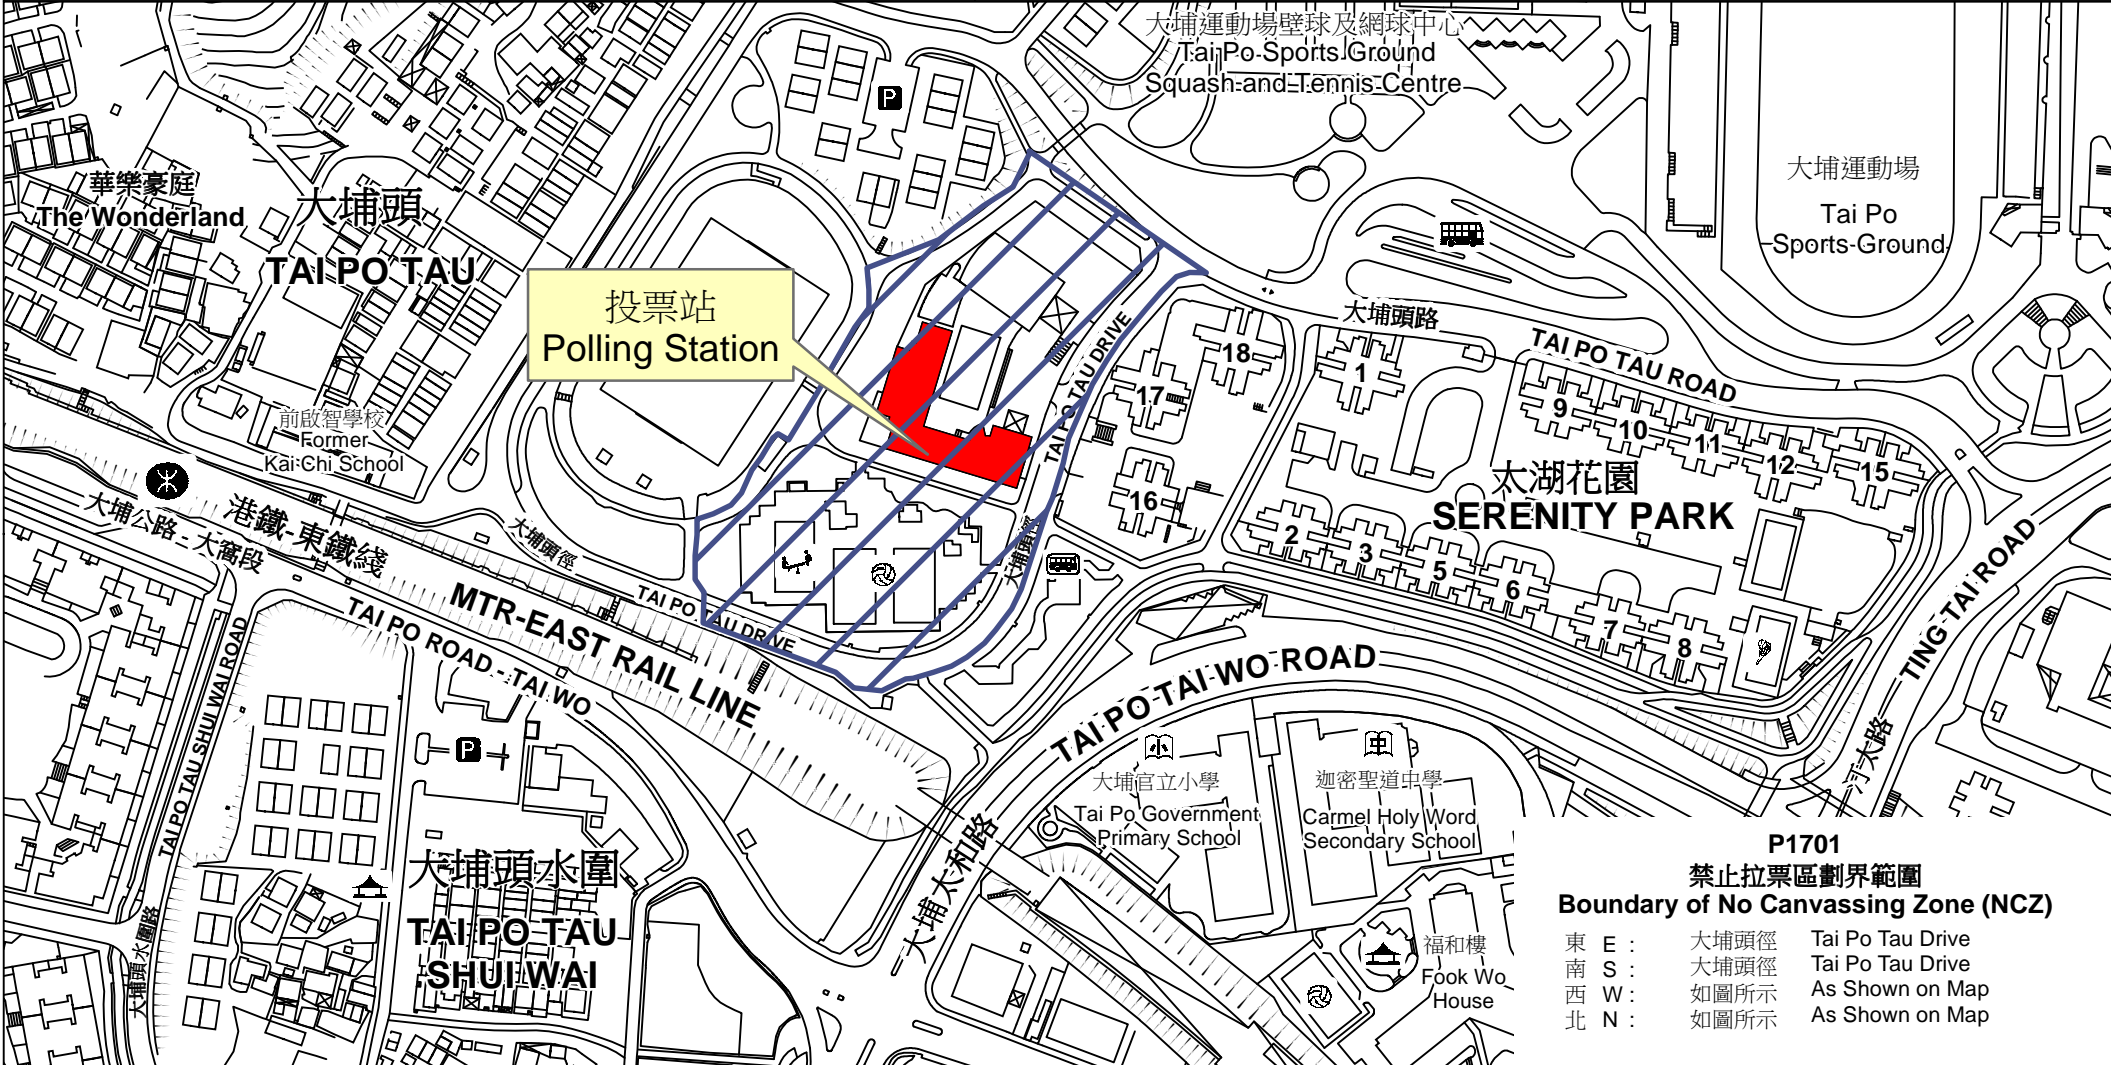 大埔運動場壁球及網球中心
Tai Po Sports Ground
Squash and Tennis Centre
P
大埔運動場
Tai Po
Sports Ground
華樂豪庭
The Wonderland
大埔頭
TAI PO TAU
投票站
Polling Station
大埔頭路
TAI PO TAU ROAD
TAI PO TAU DRIVE
18
17
16
1
9
10
11
12
15
太湖花園
SERENITY PARK
2
3
5
6
7
8
前啟智學校
Former
Kai Chi School
港鐵-東鐵綫
MTR-EAST RAIL LINE
大埔公路 - 大窩段
TAI PO ROAD - TAI WO
大埔頭徑
TAI PO TAU DRIVE
大埔頭徑
TAI PO TAU SHUI WAI ROAD
大埔頭水圍路
P
大埔頭水圍
TAI PO TAU
SHUI WAI
TAI PO TAI WO ROAD
大埔太和路
TING TAI ROAD
汀太路
小
大埔官立小學
Tai Po Government
Primary School
中
迦密聖道中學
Carmel Holy Word
Secondary School
福和樓
Fook Wo
House
P1701
禁止拉票區劃界範圍
Boundary of No Canvassing Zone (NCZ)
東 E : 大埔頭徑 Tai Po Tau Drive
南 S : 大埔頭徑 Tai Po Tau Drive
西 W : 如圖所示 As Shown on Map
北 N : 如圖所示 As Shown on Map